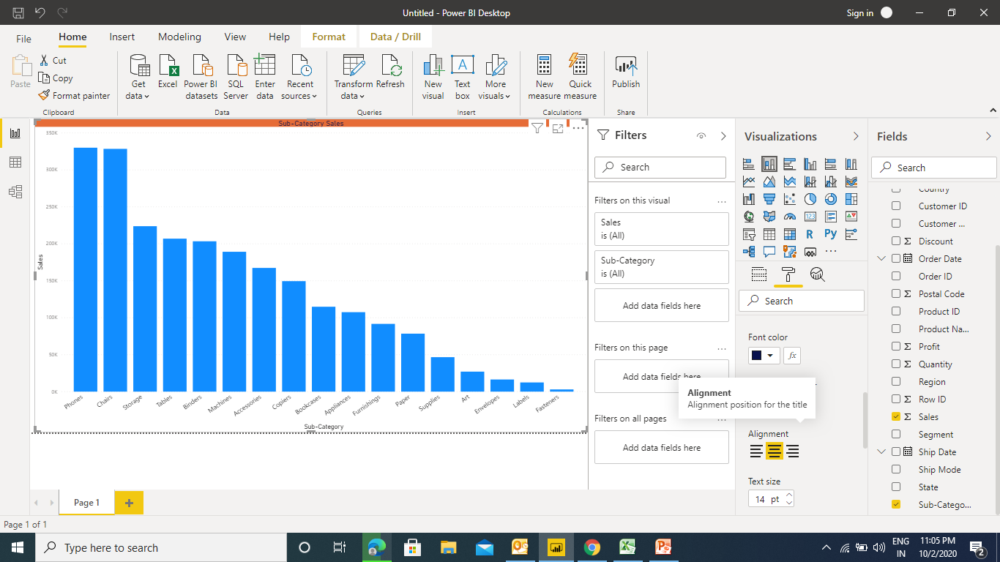 Untitled - Power BI Desktop
Sign in
File
Home
Insert
Modeling
View
Help
Format
Data / Drill
Paste
Cut
Copy
Format painter
Clipboard
Get data
Excel
Power BI datasets
SQL Server
Enter data
Recent sources
Data
Transform data
Refresh
Queries
New visual
Text box
More visuals
Insert
New measure
Quick measure
Calculations
Publish
Share
Sub-Category Sales
350K
300K
250K
200K
150K
100K
50K
0K
Sales
Phones
Chairs
Storage
Tables
Binders
Machines
Accessories
Copiers
Bookcases
Appliances
Furnishings
Paper
Supplies
Art
Envelopes
Labels
Fasteners
Sub-Category
Filters
Search
Filters on this visual
Sales
is (All)
Sub-Category
is (All)
Add data fields here
Filters on this page
Add data fields here
Filters on all pages
Add data fields here
Visualizations
R
Py
123
Search
Font color
fx
Alignment
Alignment position for the title
Alignment
Text size
14 pt
Fields
Search
Country
Customer ID
Customer ...
Discount
Order Date
Order ID
Postal Code
Product ID
Product Na...
Profit
Quantity
Region
Row ID
Sales
Segment
Ship Date
Ship Mode
State
Sub-Catego...
Page 1
Page 1 of 1
Type here to search
ENG
IN
11:05 PM
10/2/2020
2